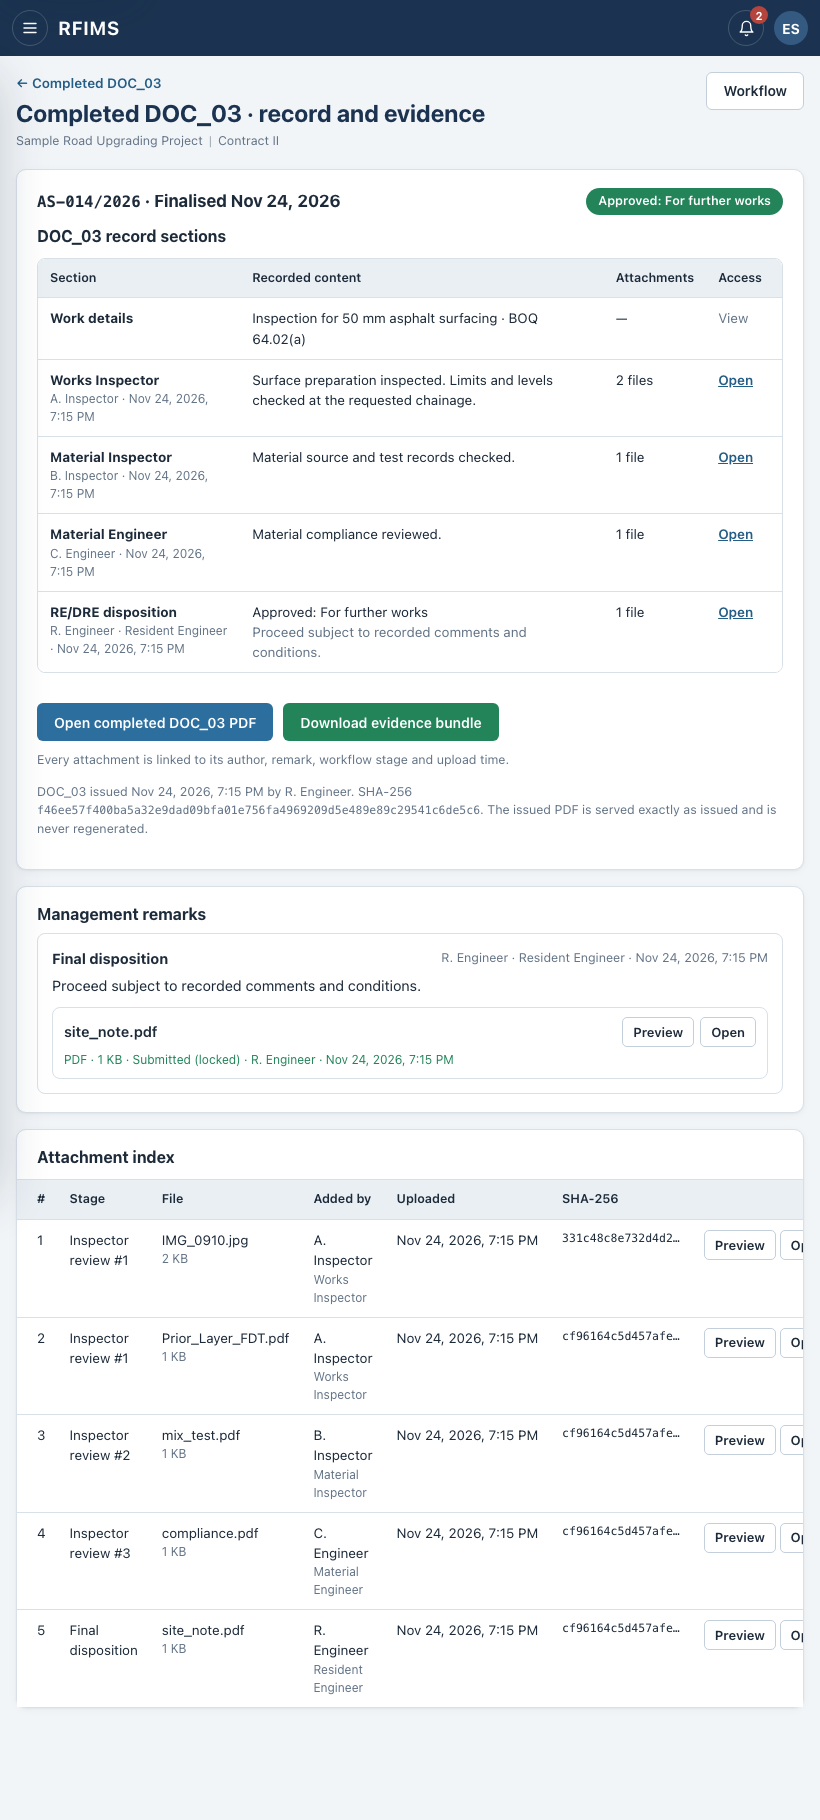 RFIMS
2
ES
← Completed DOC_03
Workflow
Completed DOC_03 · record and evidence
Sample Road Upgrading Project | Contract II
AS-014/2026 · Finalised Nov 24, 2026
Approved: For further works
DOC_03 record sections
Section Recorded content Attachments Access
Work details Inspection for 50 mm asphalt surfacing · BOQ — View
64.02(a)
Works Inspector Surface preparation inspected. Limits and levels 2 files Open
A. Inspector · Nov 24, 2026, checked at the requested chainage.
7:15 PM
Material Inspector Material source and test records checked. 1 file Open
B. Inspector · Nov 24, 2026,
7:15 PM
Material Engineer Material compliance reviewed. 1 file Open
C. Engineer · Nov 24, 2026,
7:15 PM
RE/DRE disposition Approved: For further works 1 file Open
R. Engineer · Resident Engineer Proceed subject to recorded comments and
· Nov 24, 2026, 7:15 PM conditions.
Open completed DOC_03 PDF Download evidence bundle
Every attachment is linked to its author, remark, workflow stage and upload time.
DOC_03 issued Nov 24, 2026, 7:15 PM by R. Engineer. SHA-256
f46ee57f400ba5a32e9dad09bfa01e756fa4969209d5e489e89c29541c6de5c6. The issued PDF is served exactly as issued and is
never regenerated.
Management remarks
Final disposition R. Engineer · Resident Engineer · Nov 24, 2026, 7:15 PM
Proceed subject to recorded comments and conditions.
site_note.pdf Preview Open
PDF · 1 KB · Submitted (locked) · R. Engineer · Nov 24, 2026, 7:15 PM
Attachment index
# Stage File Added by Uploaded SHA-256
1 Inspector IMG_0910.jpg A. Nov 24, 2026, 7:15 PM 331c48c8e732d4d2… Preview Op
review #1 2 KB Inspector
Works
Inspector
2 Inspector Prior_Layer_FDT.pdf A. Nov 24, 2026, 7:15 PM cf96164c5d457afe… Preview Op
review #1 1 KB Inspector
Works
Inspector
3 Inspector mix_test.pdf B. Nov 24, 2026, 7:15 PM cf96164c5d457afe… Preview Op
review #2 1 KB Inspector
Material
Inspector
4 Inspector compliance.pdf C. Nov 24, 2026, 7:15 PM cf96164c5d457afe… Preview Op
review #3 1 KB Engineer
Material
Engineer
5 Final site_note.pdf R. Nov 24, 2026, 7:15 PM cf96164c5d457afe… Preview Op
disposition 1 KB Engineer
Resident
Engineer